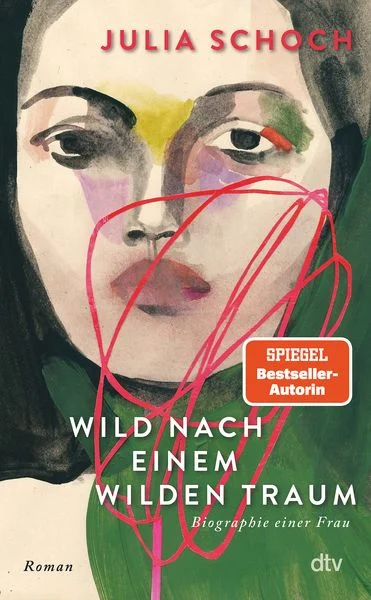 JULIA SCHOCH
SPIEGEL
Bestseller-
Autorin
WILD NACH
EINEM
WILDEN TRAUM
Biographie einer Frau
Roman
dtv